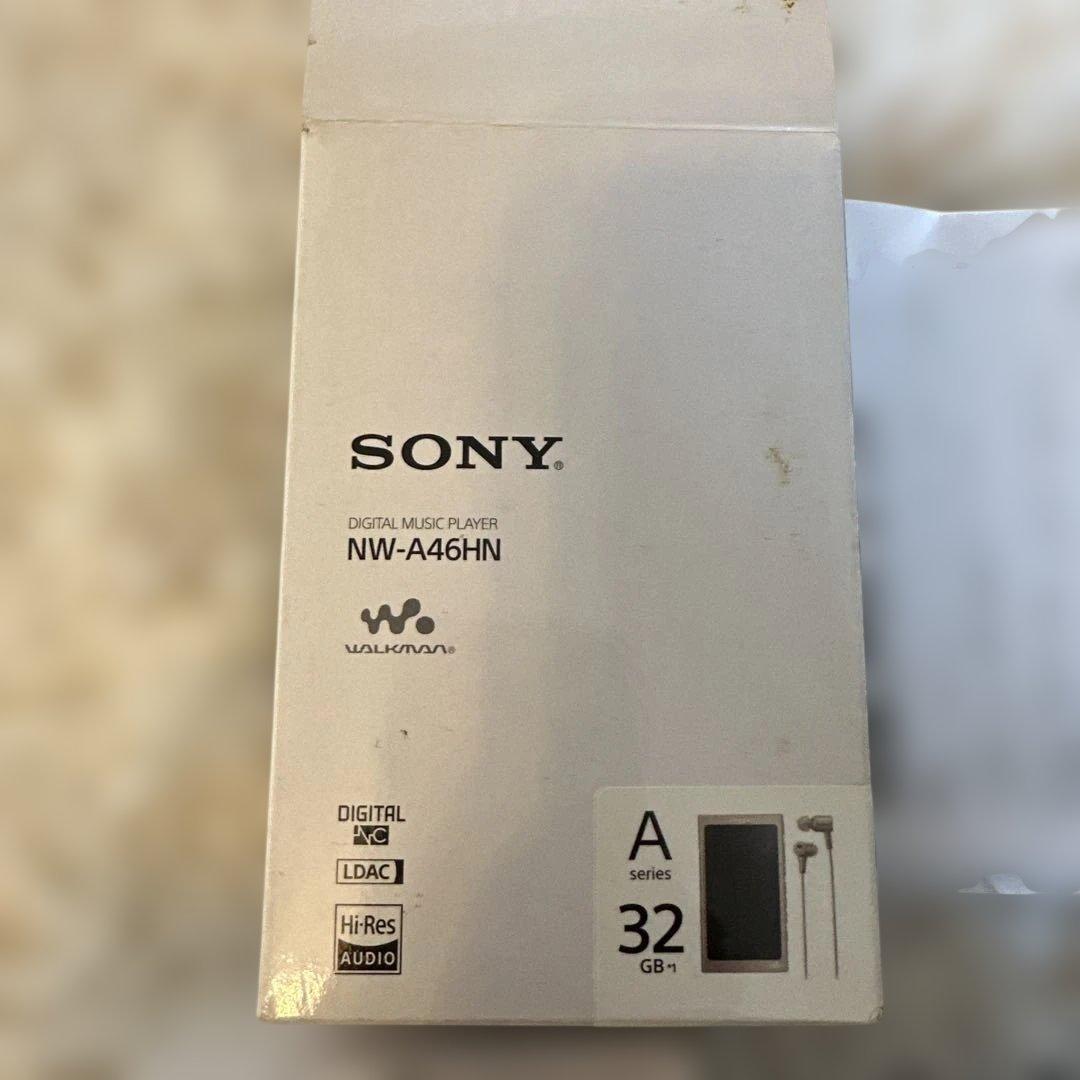 SONY®
DIGITAL MUSIC PLAYER
NW-A46HN
WALKMAN®
DIGITAL
NC
LDAC
Hi-Res
AUDIO
A
series
32
GB *1